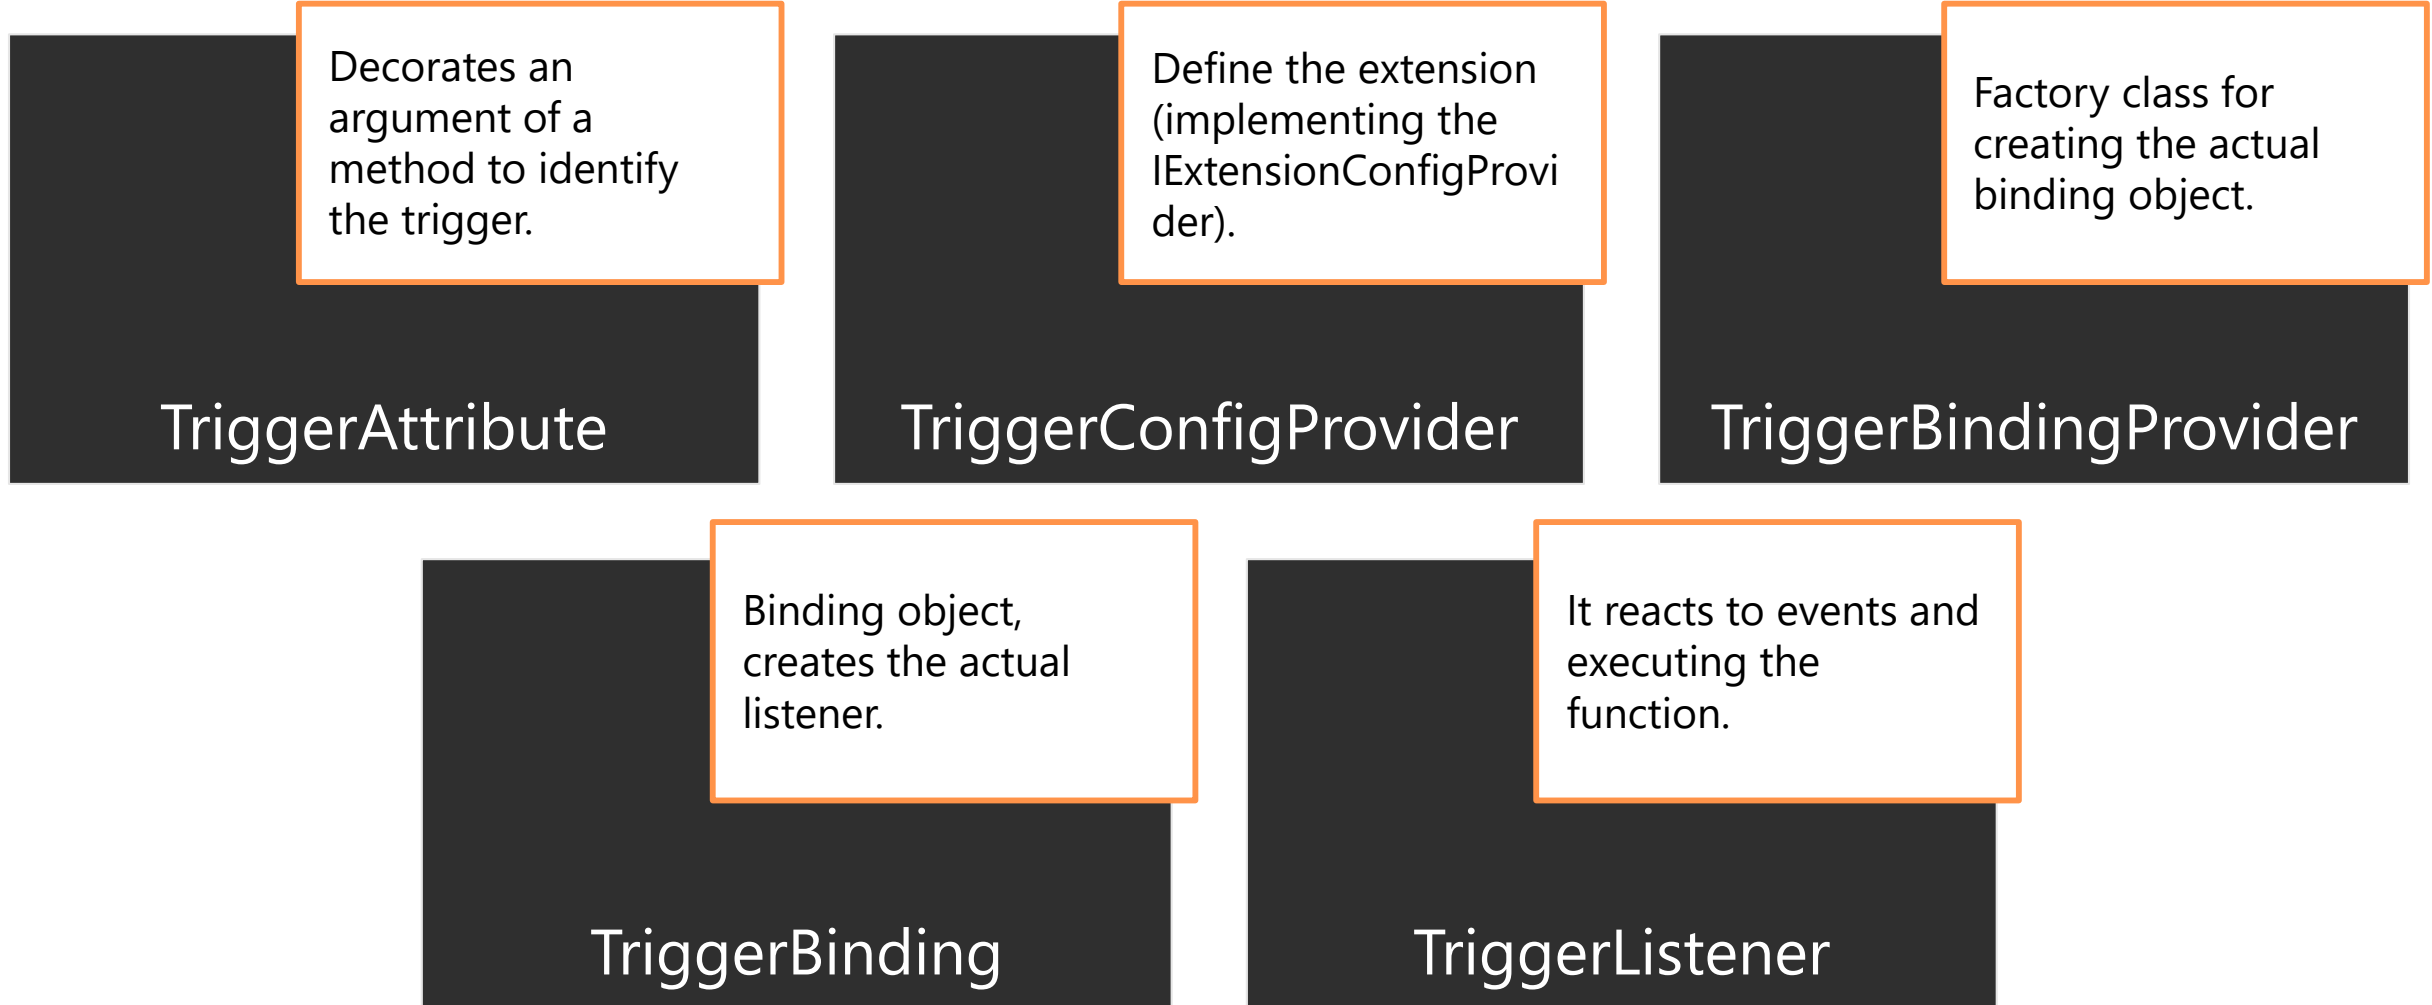 Decorates an
argument of a
method to identify
the trigger.
TriggerAttribute
Define the extension
(implementing the
IExtensionConfigProvi
der).
TriggerConfigProvider
Factory class for
creating the actual
binding object.
TriggerBindingProvider
Binding object,
creates the actual
listener.
TriggerBinding
It reacts to events and
executing the
function.
TriggerListener